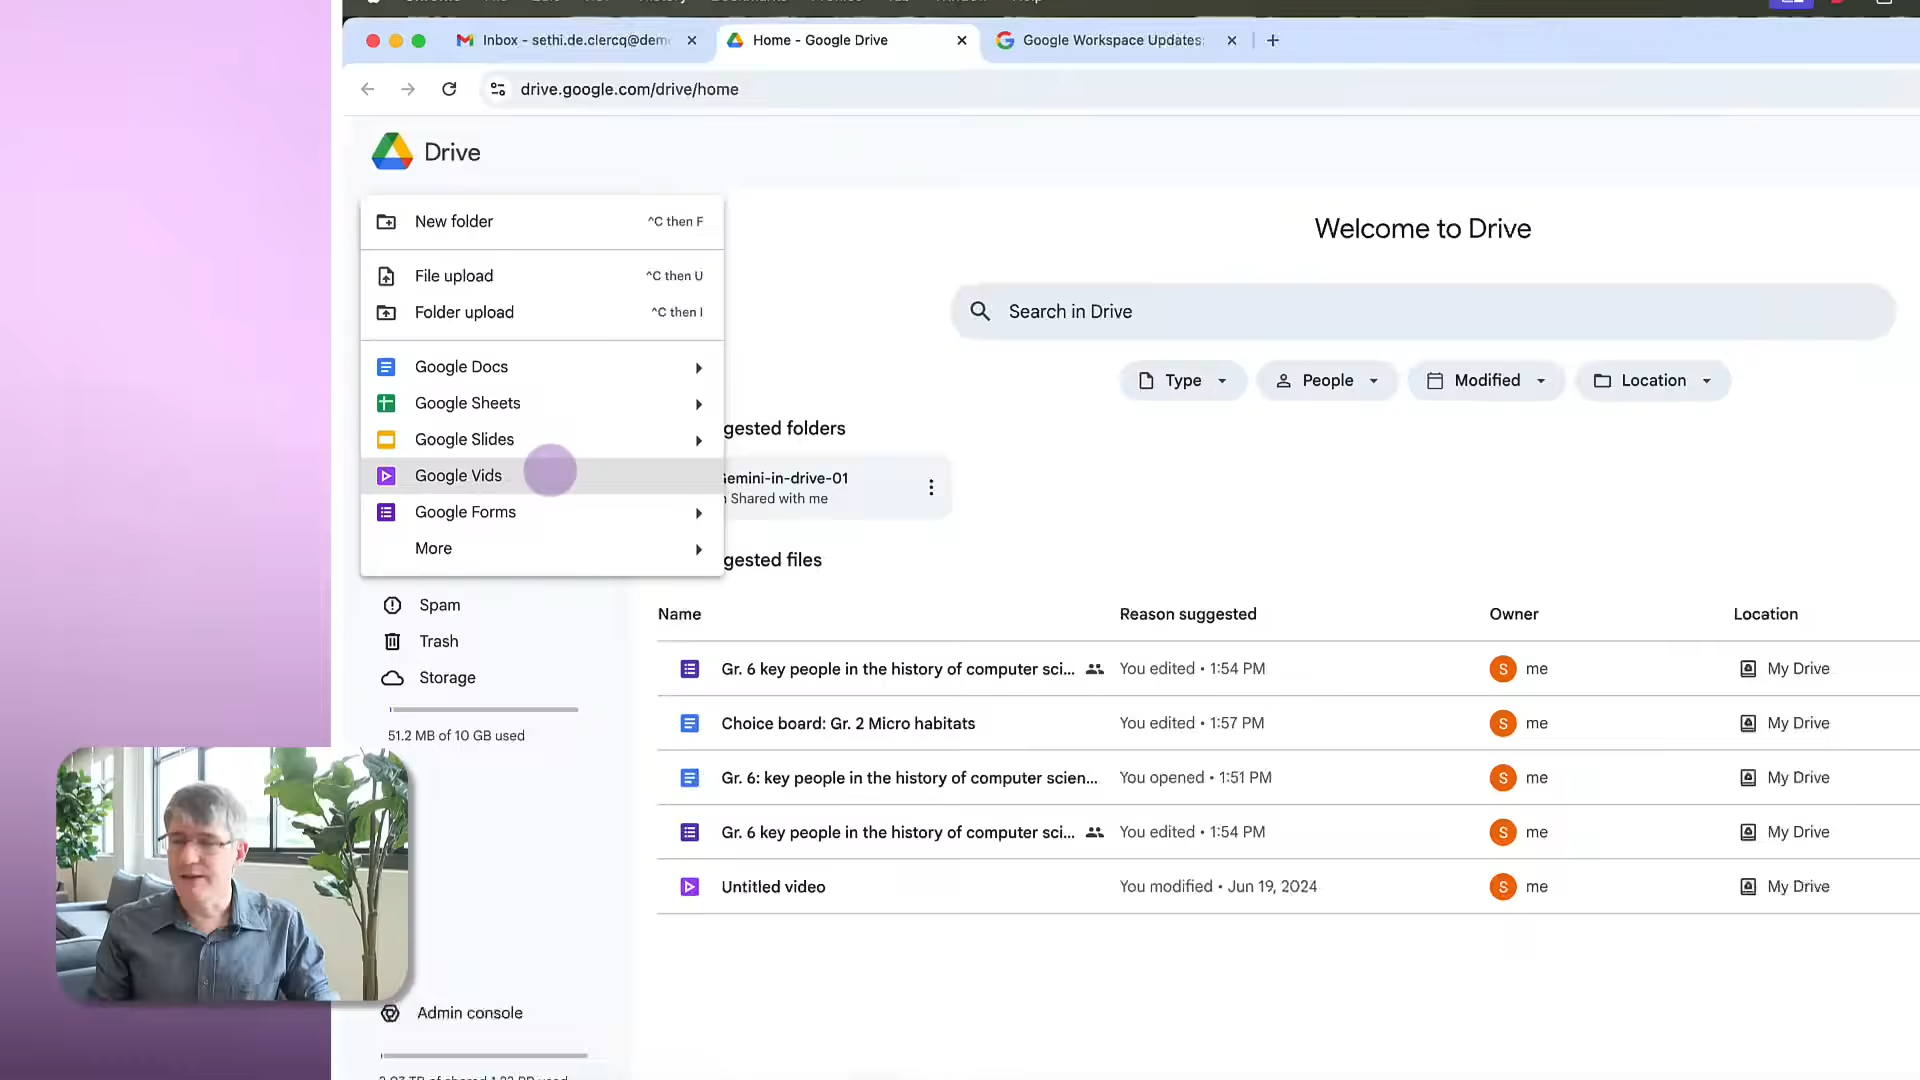 Inbox - sethi.de.clercq@dem
Home - Google Drive
Google Workspace Updates:
drive.google.com/drive/home
Drive
New folder ^C then F
File upload ^C then U
Folder upload ^C then I
Google Docs
Google Sheets
Google Slides
Google Vids
Google Forms
More
Spam
Trash
Storage
51.2 MB of 10 GB used
Admin console
Welcome to Drive
Search in Drive
Type People Modified Location
gested folders
emini-in-drive-01
Shared with me
gested files
Name Reason suggested Owner Location
Gr. 6 key people in the history of computer sci... You edited • 1:54 PM S me My Drive
Choice board: Gr. 2 Micro habitats You edited • 1:57 PM S me My Drive
Gr. 6: key people in the history of computer scien... You opened • 1:51 PM S me My Drive
Gr. 6 key people in the history of computer sci... You edited • 1:54 PM S me My Drive
Untitled video You modified • Jun 19, 2024 S me My Drive